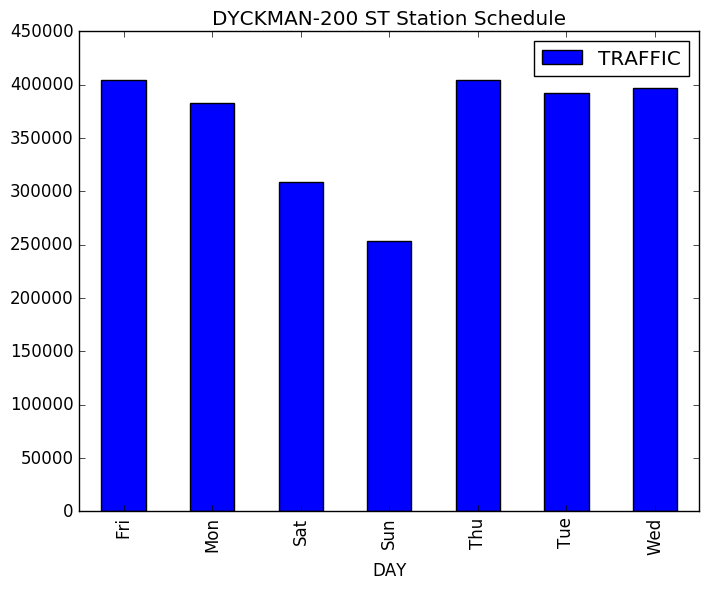 DYCKMAN-200 ST Station Schedule
TRAFFIC
450000
400000
350000
300000
250000
200000
150000
100000
50000
0
Fri
Mon
Sat
Sun
Thu
Tue
Wed
DAY